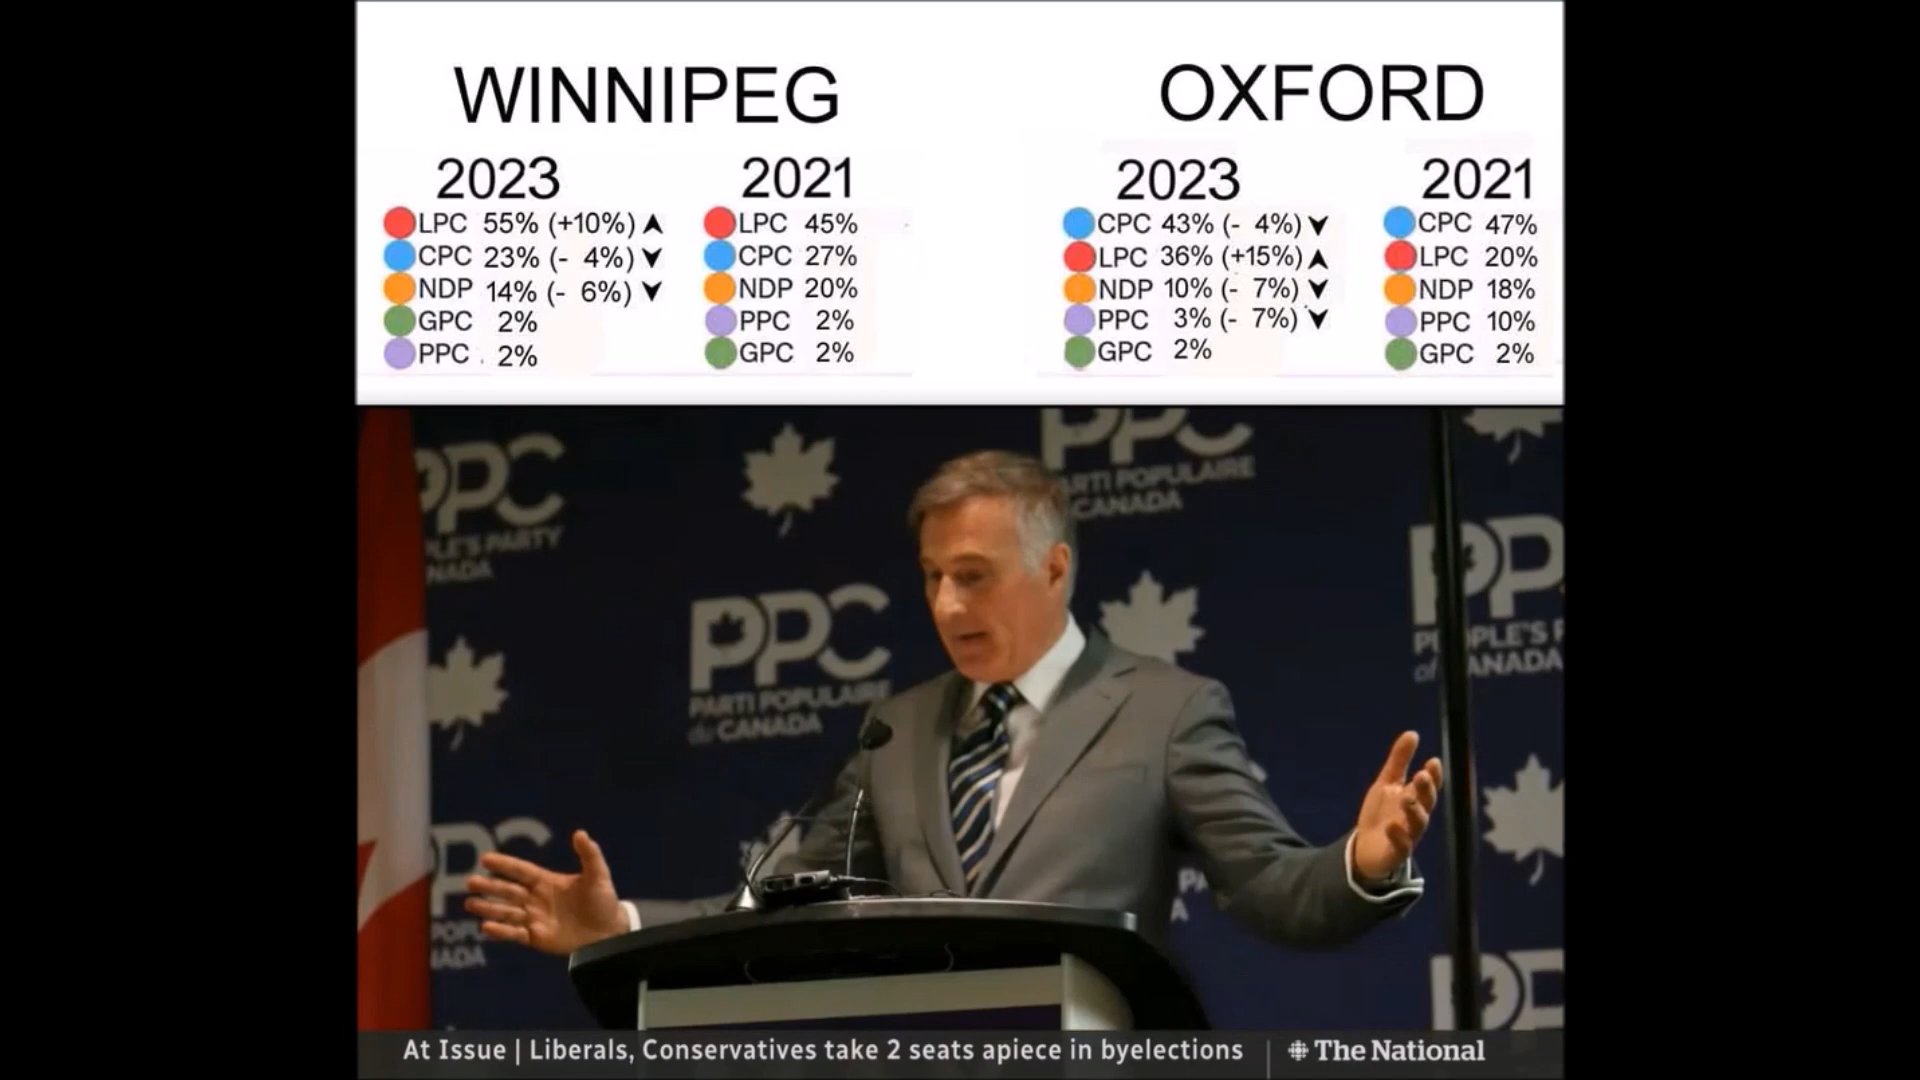 WINNIPEG
2023
LPC 55% (+10%)
CPC 23% (- 4%)
NDP 14% (- 6%)
GPC 2%
PPC 2%
2021
LPC 45%
CPC 27%
NDP 20%
PPC 2%
GPC 2%
OXFORD
2023
CPC 43% (- 4%)
LPC 36% (+15%)
NDP 10% (- 7%)
PPC 3% (- 7%)
GPC 2%
2021
CPC 47%
LPC 20%
NDP 18%
PPC 10%
GPC 2%
PPC
PARTY
PPC
PARTI POPULAIRE
CANADA
PPC
PARTI POPULAIRE
du CANADA
PEOPLE'S
of CANADA
At Issue | Liberals, Conservatives take 2 seats apiece in byelections
The National